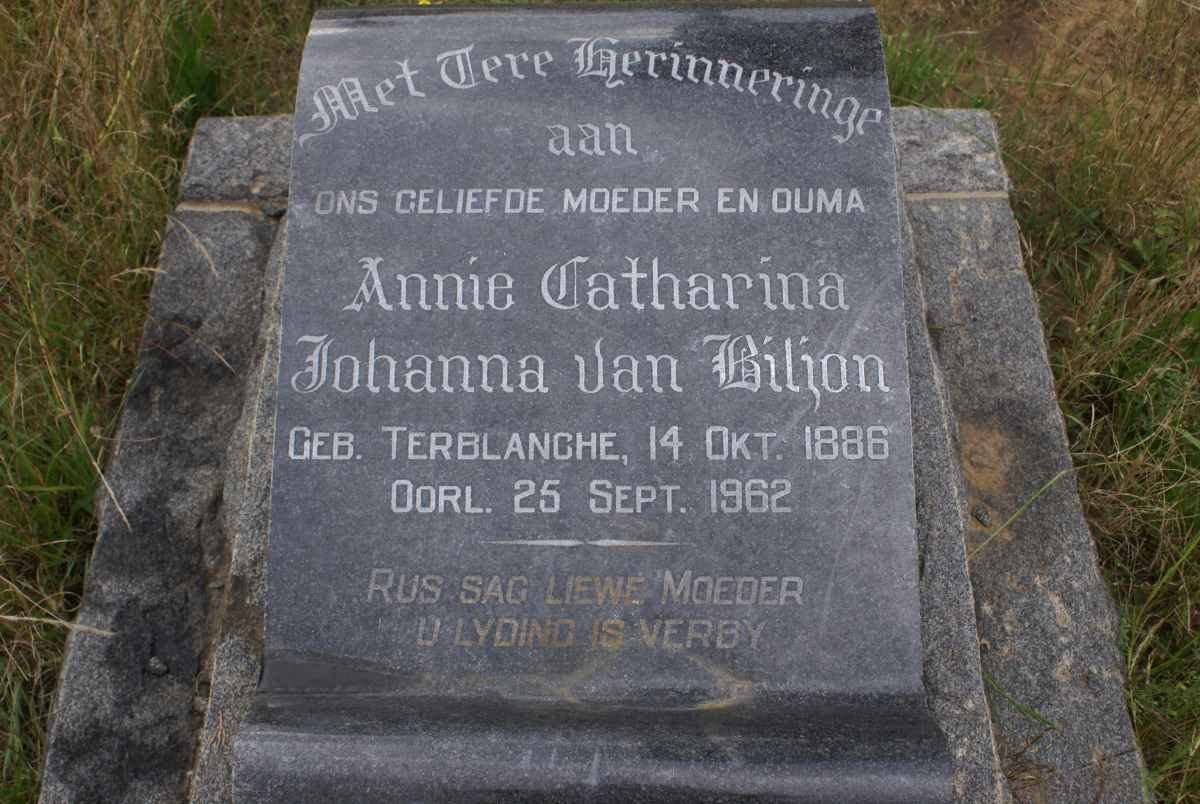 Met Tere Herinneringe
aan
ONS GELIEFDE MOEDER EN OUMA
Annie Catharina
Johanna van Biljon
GEB. TERBLANCHE, 14 OKT. 1886
OORL. 25 SEPT. 1962
RUS SAG LIEWE MOEDER
U LYDING IS VERBY